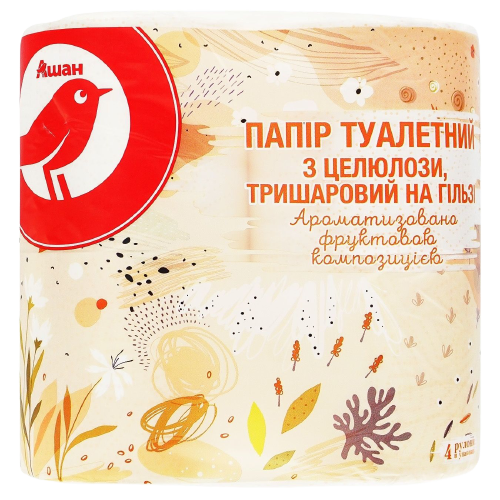 Ашан
ПАПІР ТУАЛЕТНИЙ
З ЦЕЛЮЛОЗИ,
ТРИШАРОВИЙ НА ГІЛЬЗІ
Ароматизовано
фруктовою
композицією
4